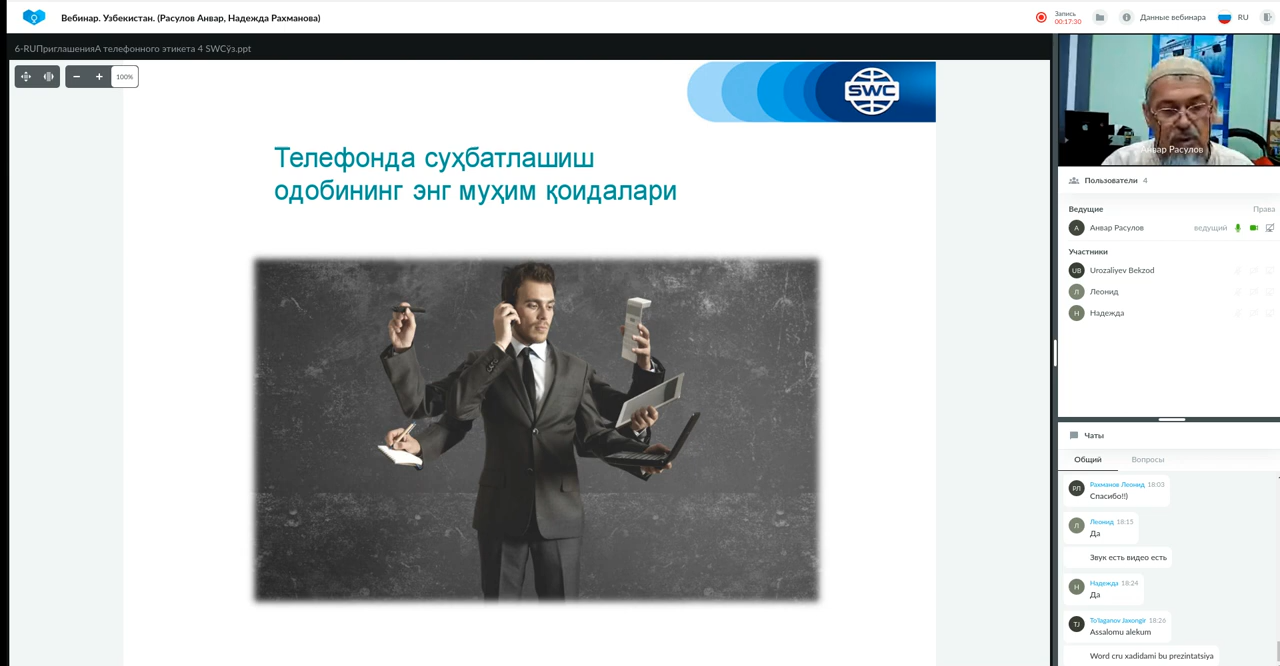 Вебинар. Узбекистан. (Расулов Анвар, Надежда Рахманова)
Запись
00:17:30
Данные вебинара
RU
6-RUПриглашенияА телефонного этикета 4 SWCўз.ppt
100%
SWC
Телефонда суҳбатлашиш
одобининг энг муҳим қоидалари
Анвар Расулов
Пользователи 4
Ведущие Права
А Анвар Расулов ведущий
Участники
UB Urozaliyev Bekzod
Л Леонид
Н Надежда
Чаты
Общий Вопросы
РЛ Рахманов Леонид 18:03
Спасибо!!)
Л Леонид 18:15
Да
Звук есть видео есть
Н Надежда 18:24
Да
TJ To'laganov Jaxongir 18:26
Assalomu alekum
Word cru xadidami bu prezintatsiya